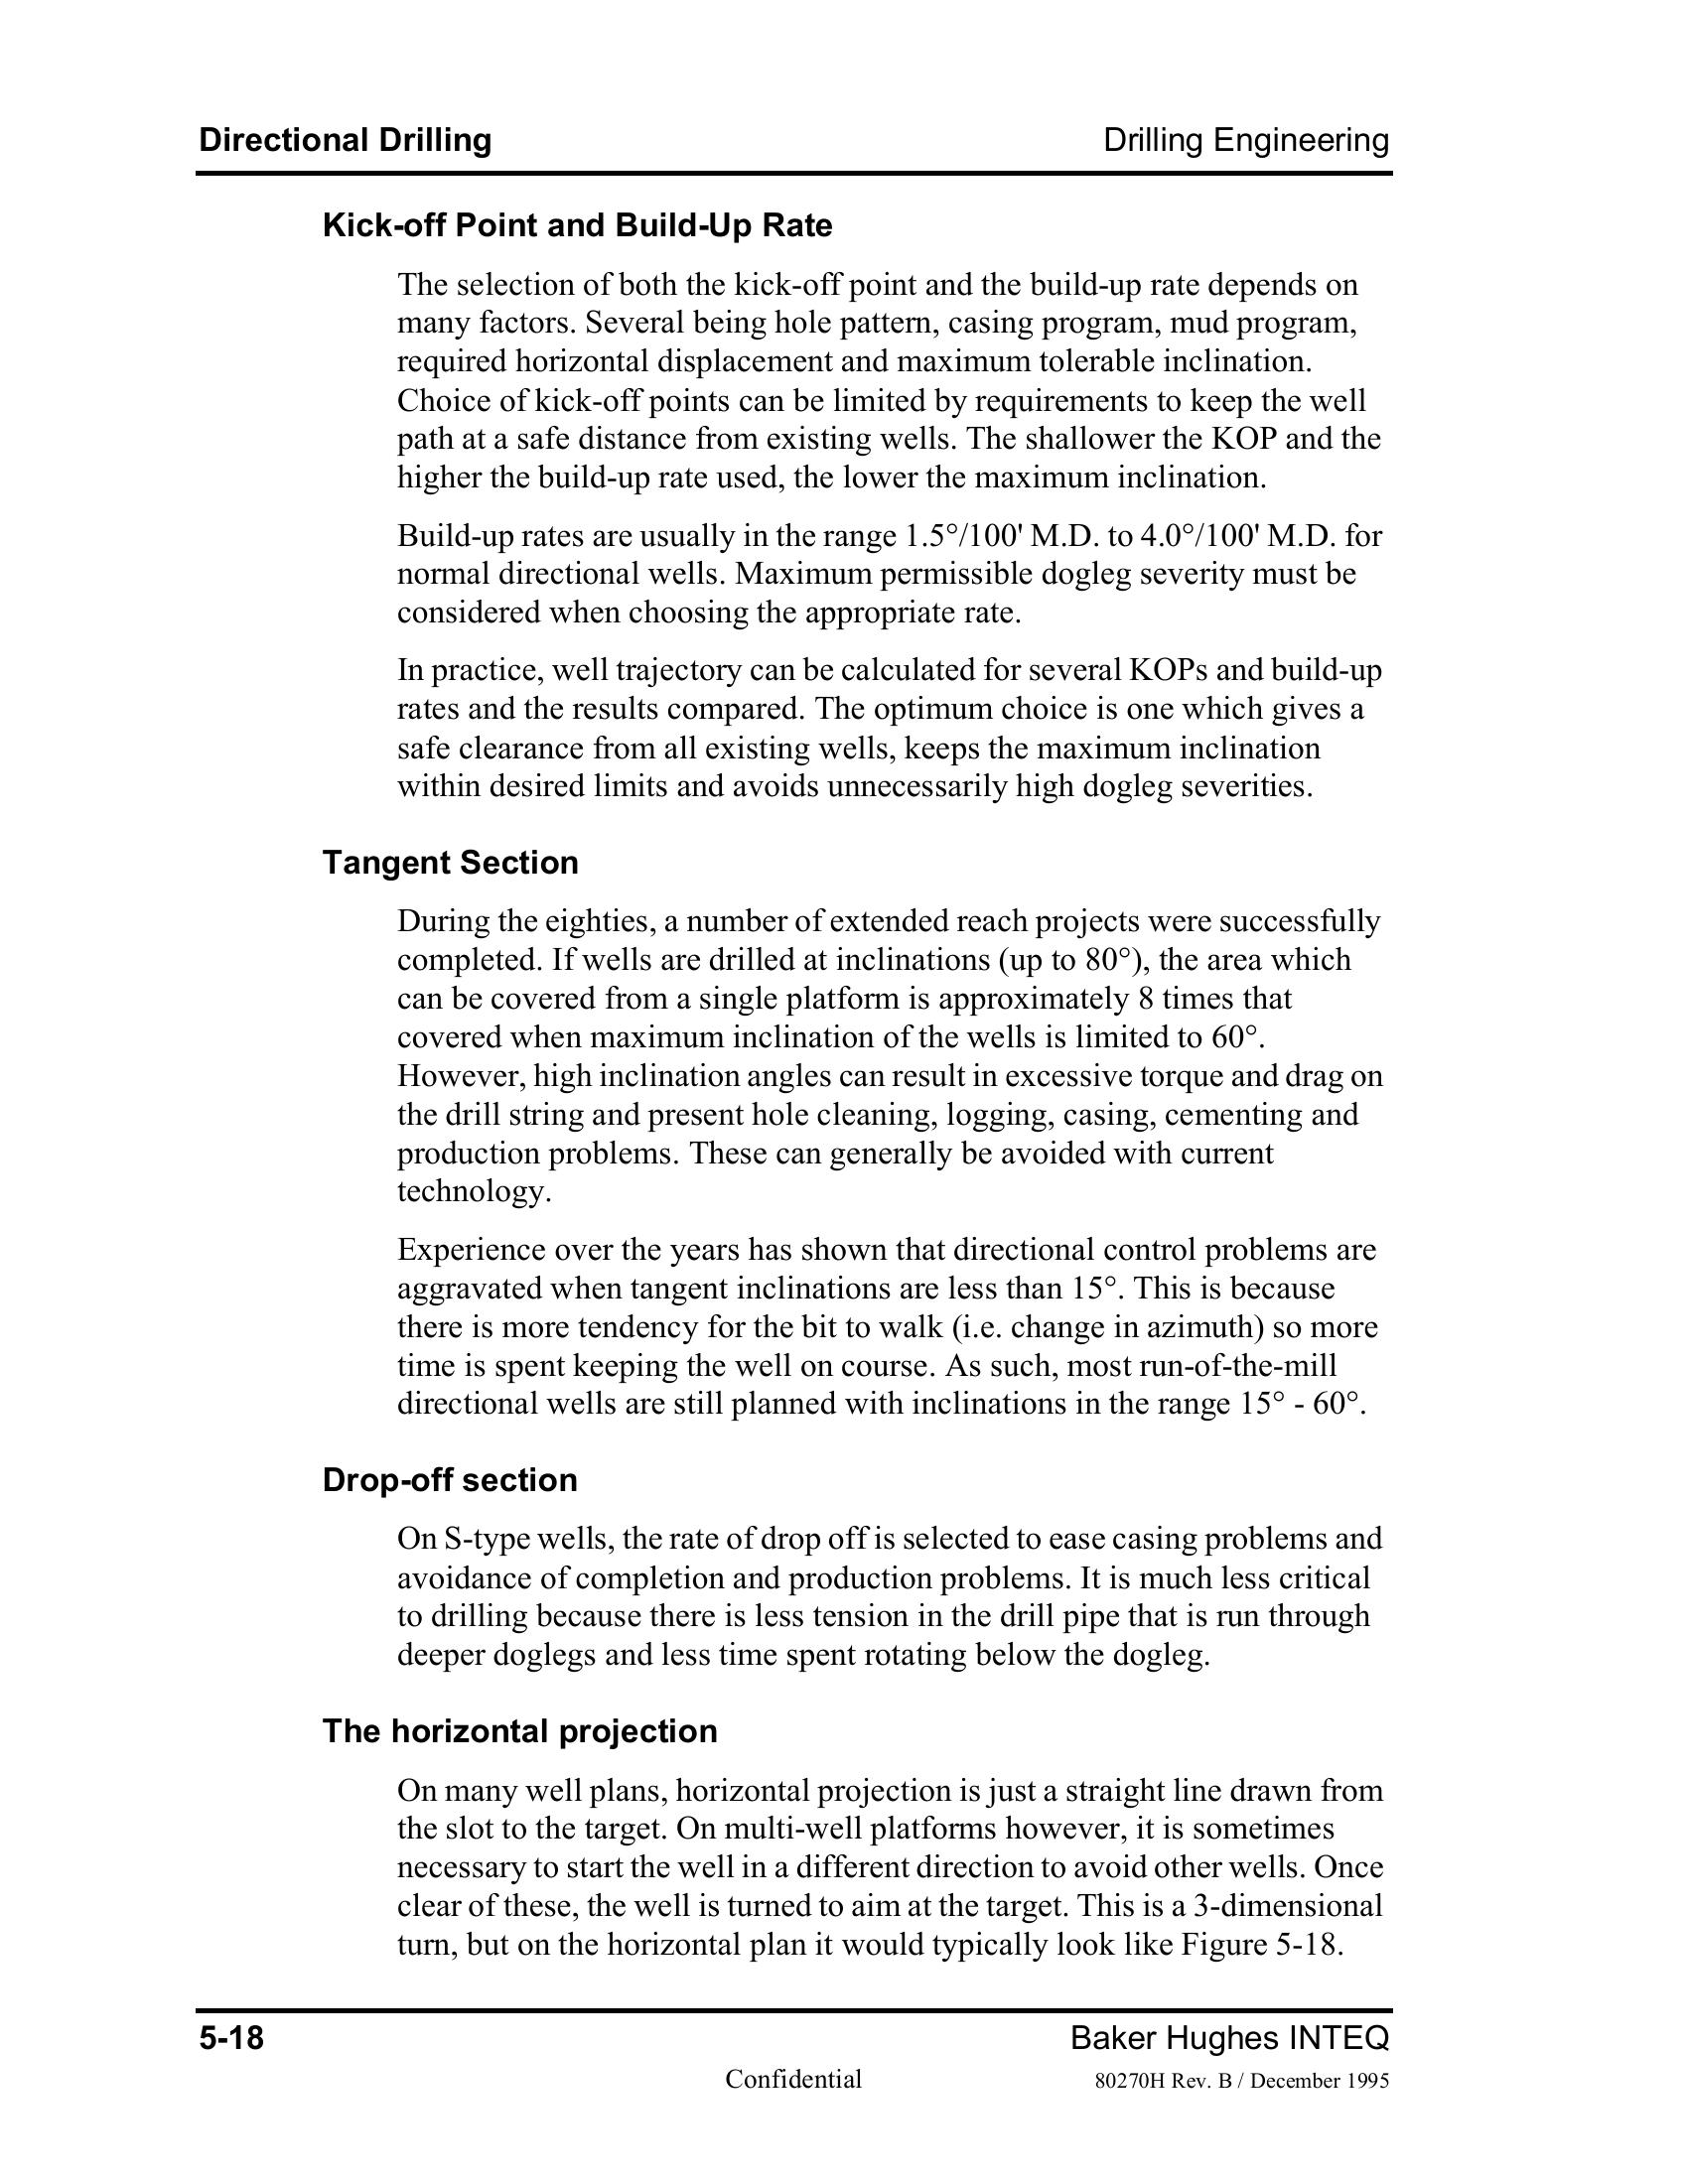 Directional Drilling Drilling Engineering
Kick-off Point and Build-Up Rate
The selection of both the kick-off point and the build-up rate depends on
many factors. Several being hole pattern, casing program, mud program,
required horizontal displacement and maximum tolerable inclination.
Choice of kick-off points can be limited by requirements to keep the well
path at a safe distance from existing wells. The shallower the KOP and the
higher the build-up rate used, the lower the maximum inclination.
Build-up rates are usually in the range 1.5°/100' M.D. to 4.0°/100' M.D. for
normal directional wells. Maximum permissible dogleg severity must be
considered when choosing the appropriate rate.
In practice, well trajectory can be calculated for several KOPs and build-up
rates and the results compared. The optimum choice is one which gives a
safe clearance from all existing wells, keeps the maximum inclination
within desired limits and avoids unnecessarily high dogleg severities.
Tangent Section
During the eighties, a number of extended reach projects were successfully
completed. If wells are drilled at inclinations (up to 80°), the area which
can be covered from a single platform is approximately 8 times that
covered when maximum inclination of the wells is limited to 60°.
However, high inclination angles can result in excessive torque and drag on
the drill string and present hole cleaning, logging, casing, cementing and
production problems. These can generally be avoided with current
technology.
Experience over the years has shown that directional control problems are
aggravated when tangent inclinations are less than 15°. This is because
there is more tendency for the bit to walk (i.e. change in azimuth) so more
time is spent keeping the well on course. As such, most run-of-the-mill
directional wells are still planned with inclinations in the range 15° - 60°.
Drop-off section
On S-type wells, the rate of drop off is selected to ease casing problems and
avoidance of completion and production problems. It is much less critical
to drilling because there is less tension in the drill pipe that is run through
deeper doglegs and less time spent rotating below the dogleg.
The horizontal projection
On many well plans, horizontal projection is just a straight line drawn from
the slot to the target. On multi-well platforms however, it is sometimes
necessary to start the well in a different direction to avoid other wells. Once
clear of these, the well is turned to aim at the target. This is a 3-dimensional
turn, but on the horizontal plan it would typically look like Figure 5-18.
5-18 Baker Hughes INTEQ
Confidential 80270H Rev. B / December 1995